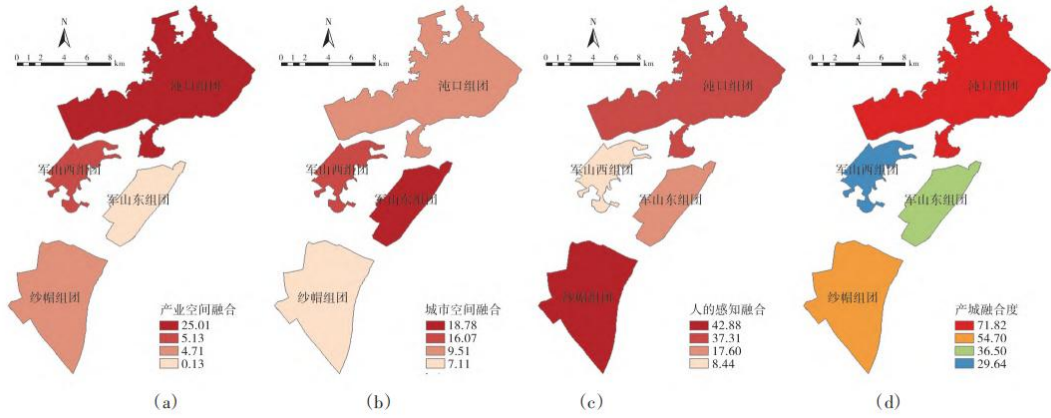 N
0 1 2 4 6 8
km
沌口组团
军山西组团
军山东组团
纱帽组团
产业空间融合
25.01
5.13
4.71
0.13
(a)
N
0 1 2 4 6 8
km
沌口组团
军山西组团
军山东组团
纱帽组团
城市空间融合
18.78
16.07
9.51
7.11
(b)
N
0 1 2 4 6 8
km
沌口组团
军山西组团
军山东组团
纱帽组团
人的感知融合
42.88
37.31
17.60
8.44
(c)
N
0 1 2 4 6 8
km
沌口组团
军山西组团
军山东组团
纱帽组团
产城融合度
71.82
54.70
36.50
29.64
(d)